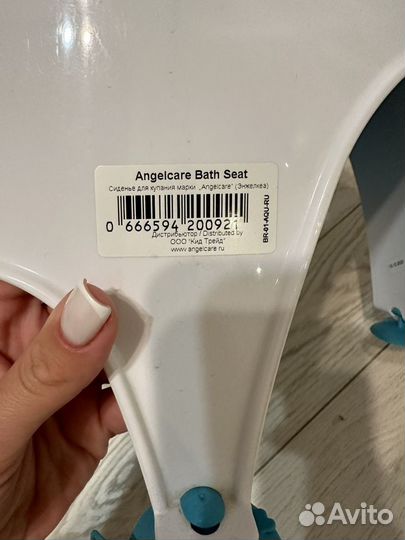 Angelcare Bath Seat
Сиденье для купания марки „Angelcare" (Энжелкеа)
0 666594 200921
BR-01-AQU-RU
Дистрибьютор / Distributed by
ООО "Кид Трейд"
www.angelcare.ru
Avito